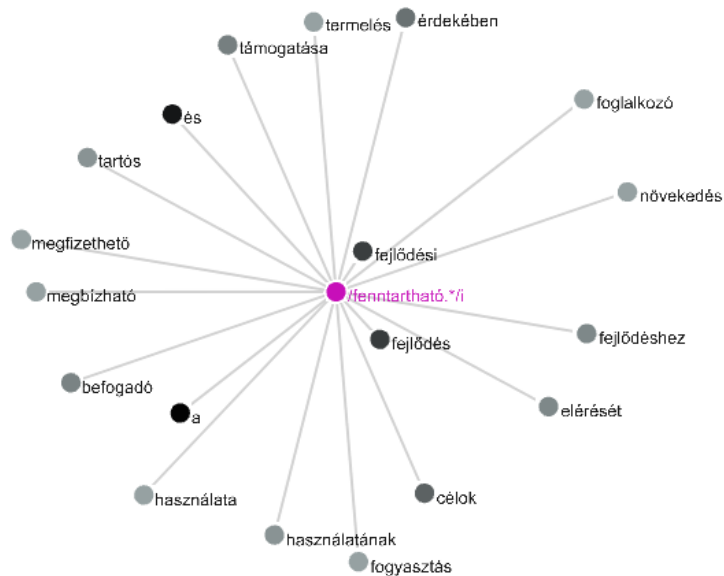 termelés
érdekében
támogatása
foglalkozó
és
tartós
növekedés
megfizethető
fejlődési
megbízható
/fenntartható.*/i
fejlődéshez
fejlődés
befogadó
elérését
a
használata
célok
használatának
fogyasztás